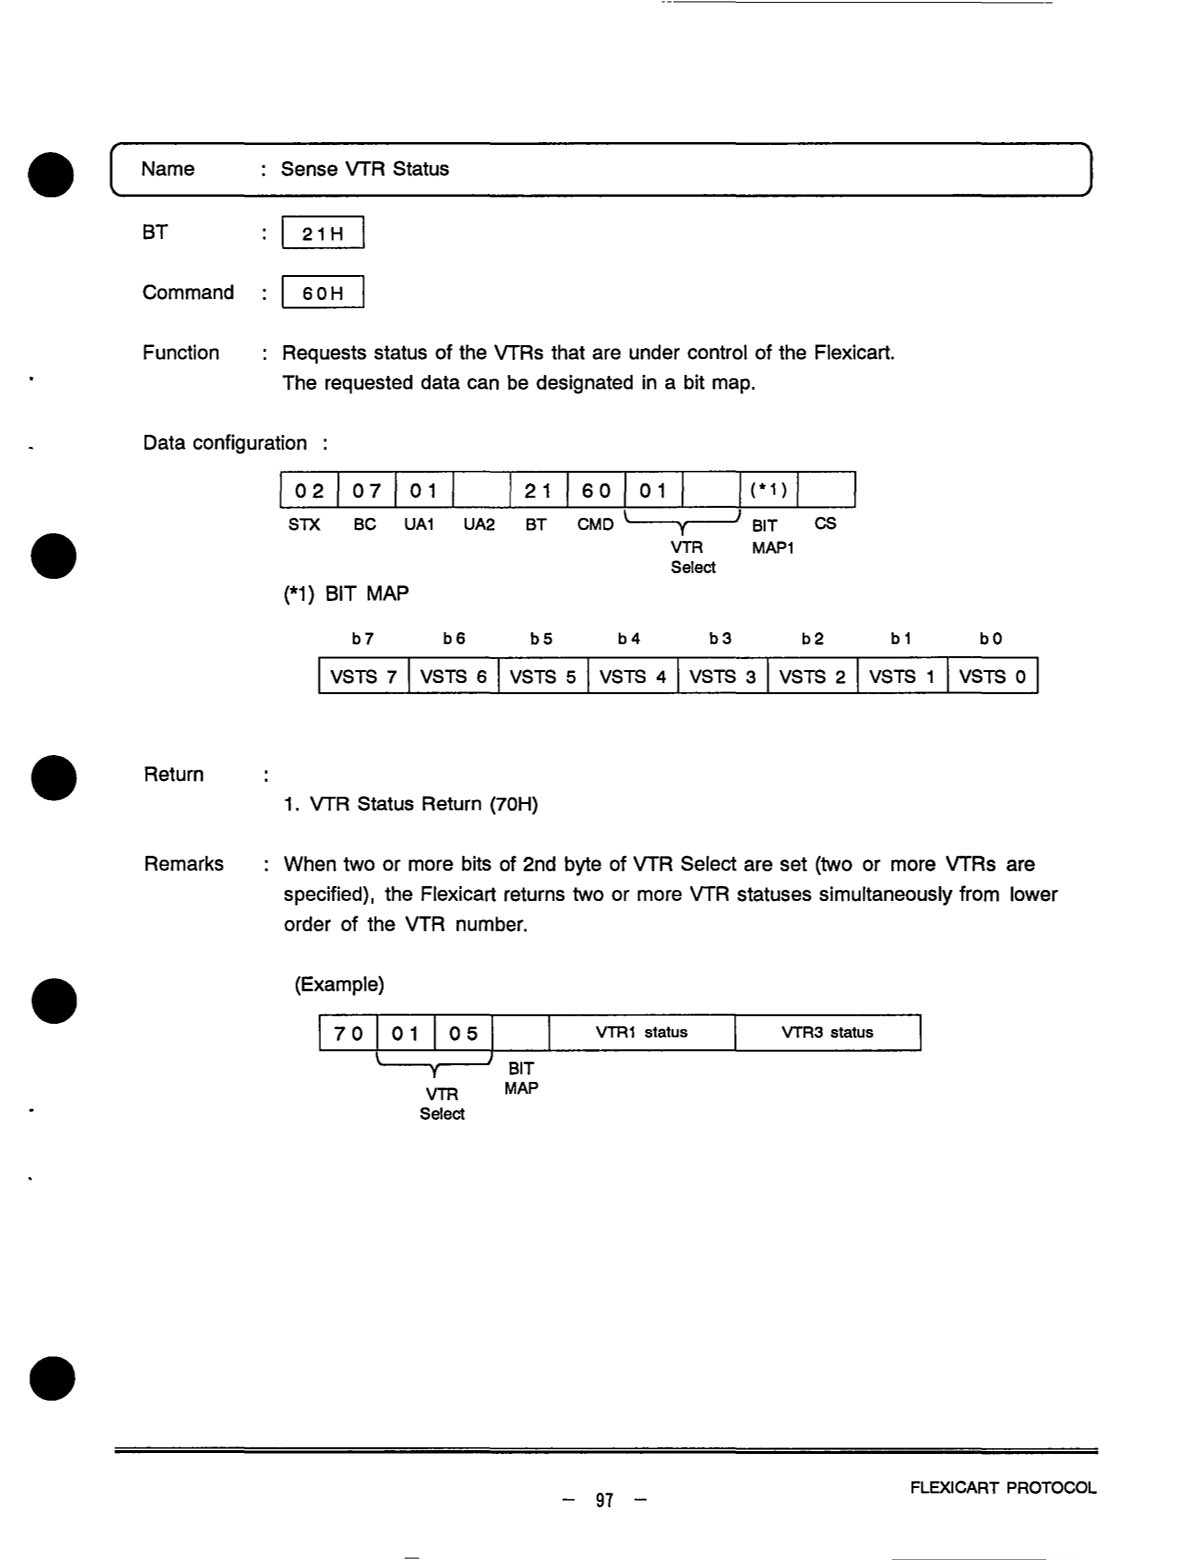 Name : Sense VTR Status
BT : 21H
Command : 60H
Function : Requests status of the VTRs that are under control of the Flexicart.
The requested data can be designated in a bit map.
Data configuration :
02 07 01 21 60 01 (*1)
STX BC UA1 UA2 BT CMD VTR Select BIT MAP1 CS
(*1) BIT MAP
b7 b6 b5 b4 b3 b2 b1 b0
VSTS 7 VSTS 6 VSTS 5 VSTS 4 VSTS 3 VSTS 2 VSTS 1 VSTS 0
Return :
1. VTR Status Return (70H)
Remarks : When two or more bits of 2nd byte of VTR Select are set (two or more VTRs are
specified), the Flexicart returns two or more VTR statuses simultaneously from lower
order of the VTR number.
(Example)
70 01 05 VTR1 status VTR3 status
VTR Select BIT MAP
FLEXICART PROTOCOL
– 97 –